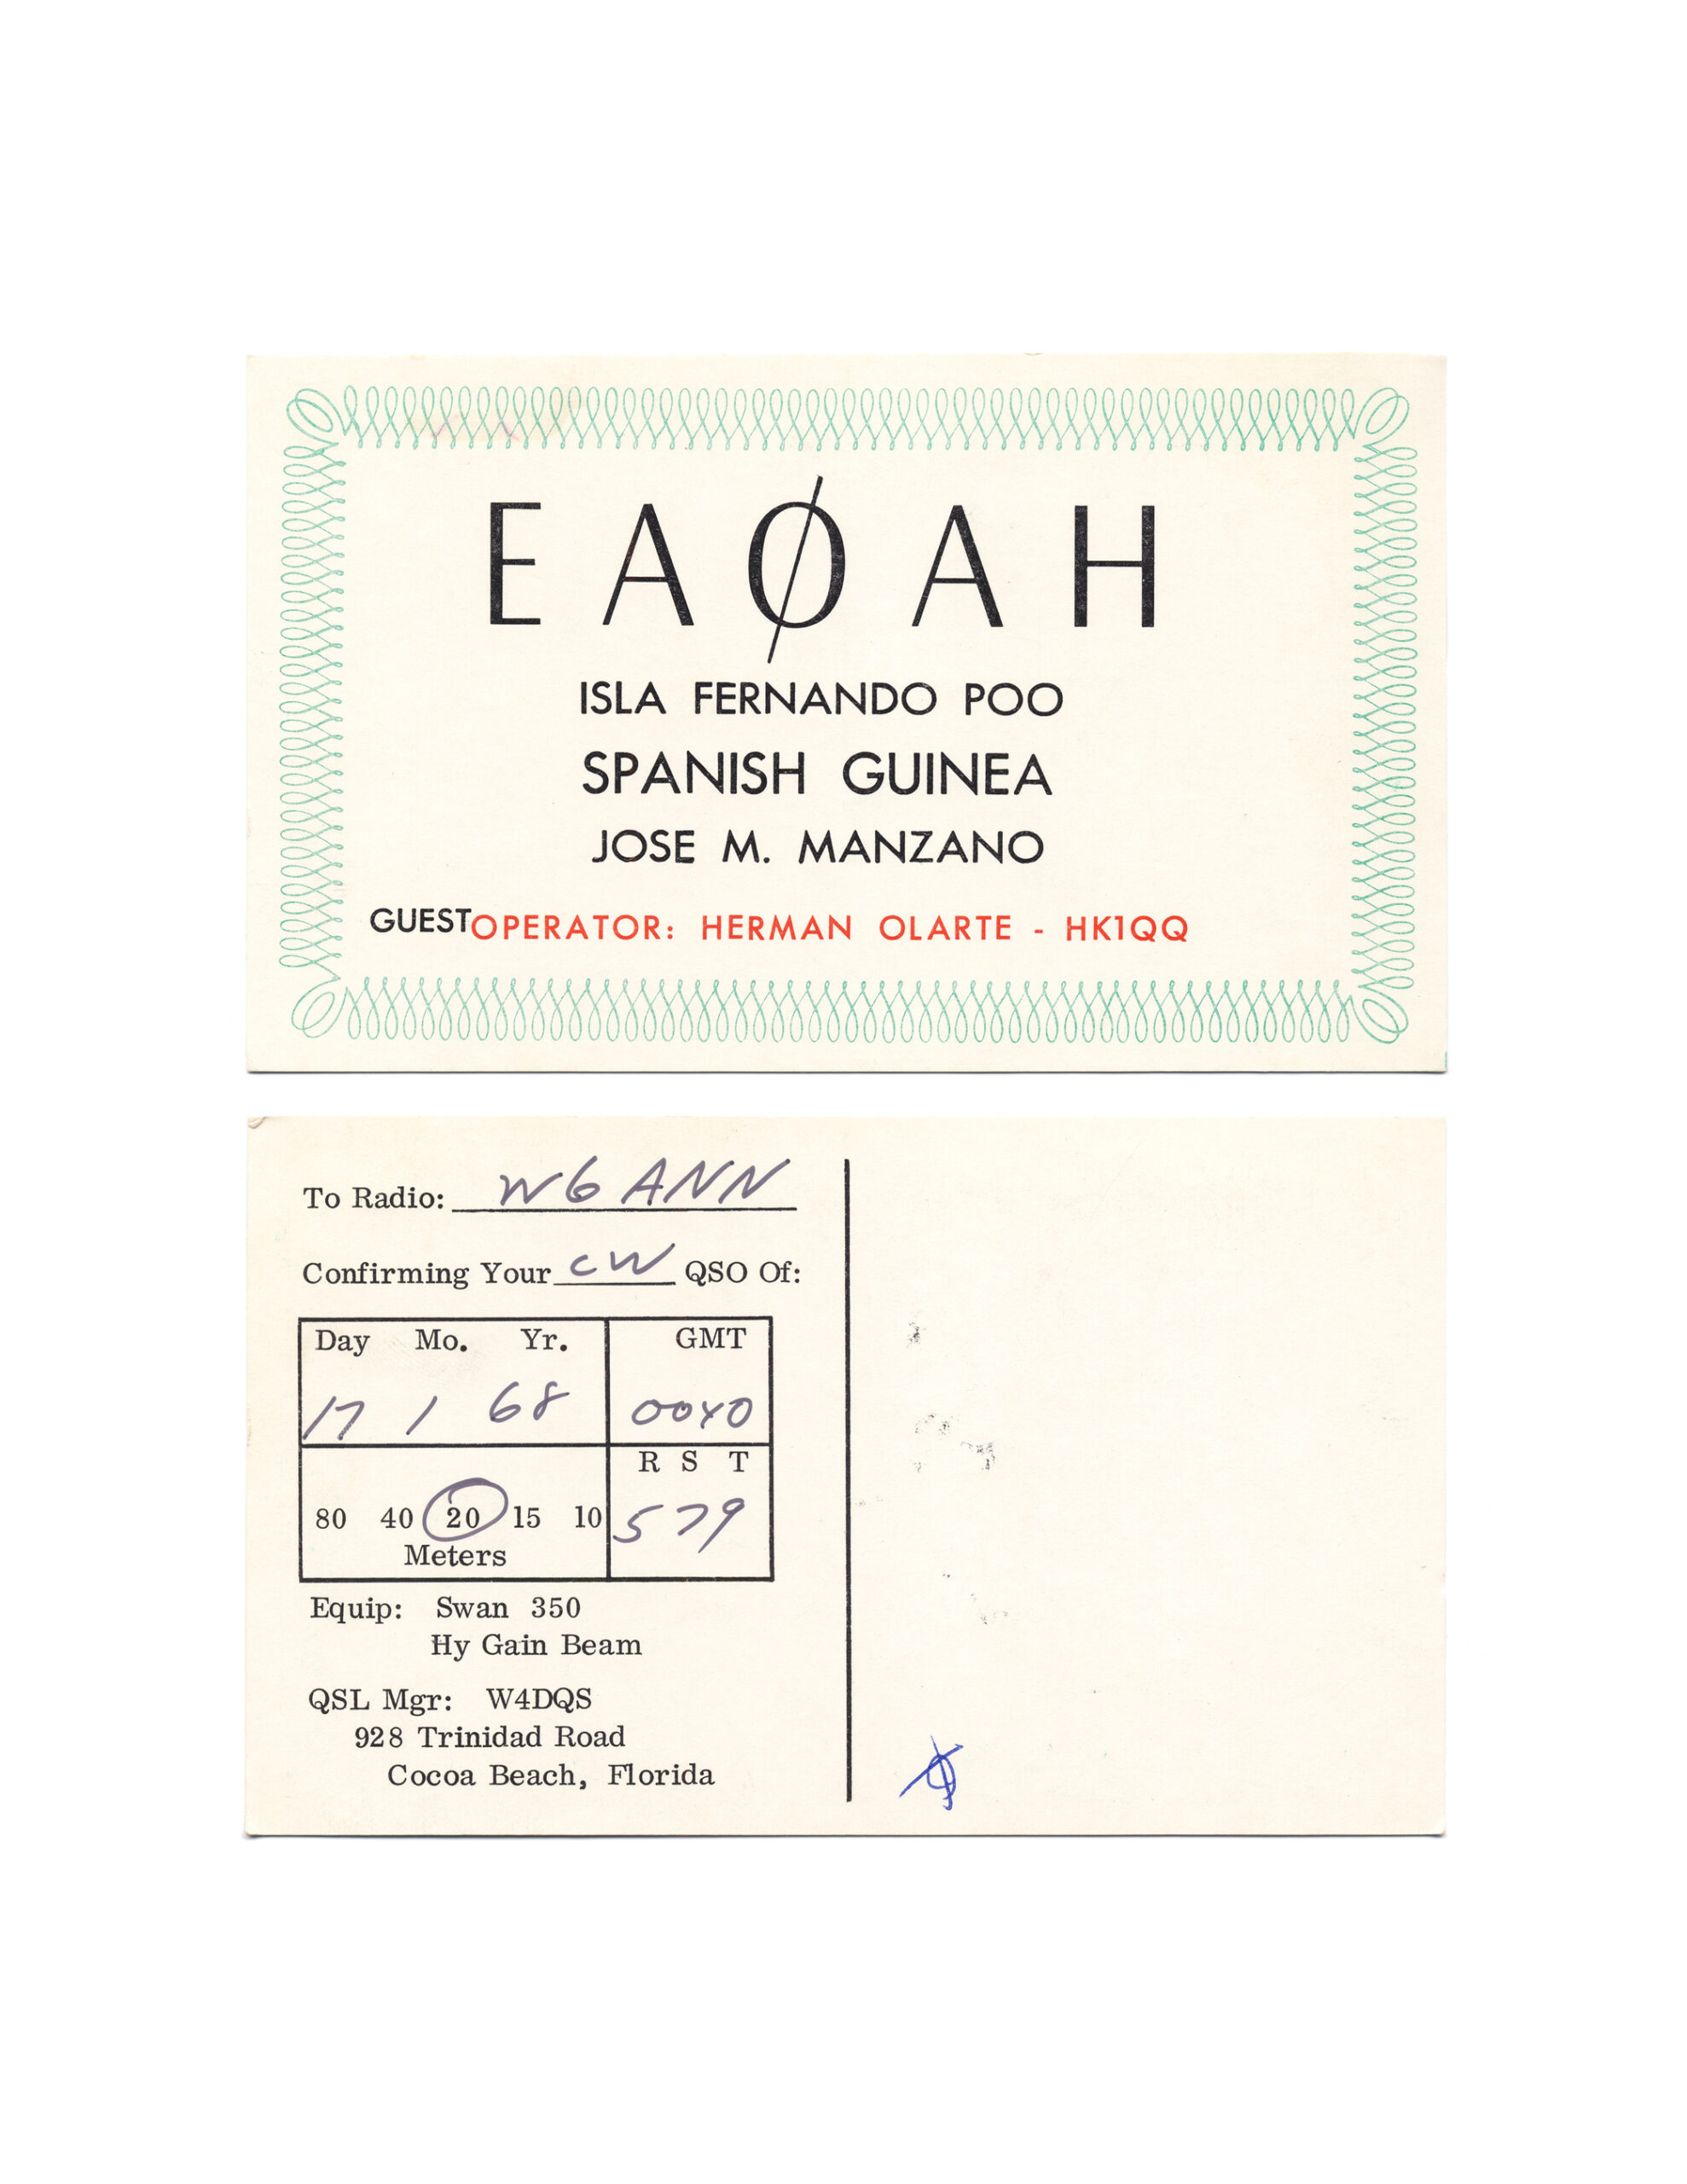 EAØAH
ISLA FERNANDO POO
SPANISH GUINEA
JOSE M. MANZANO
GUEST OPERATOR: HERMAN OLARTE - HK1QQ
To Radio: W6ANN
Confirming Your CW QSO Of:
Day Mo. Yr. GMT
17 1 68 0040
R S T
80 40 20 15 10 579
Meters
Equip: Swan 350
Hy Gain Beam
QSL Mgr: W4DQS
928 Trinidad Road
Cocoa Beach, Florida